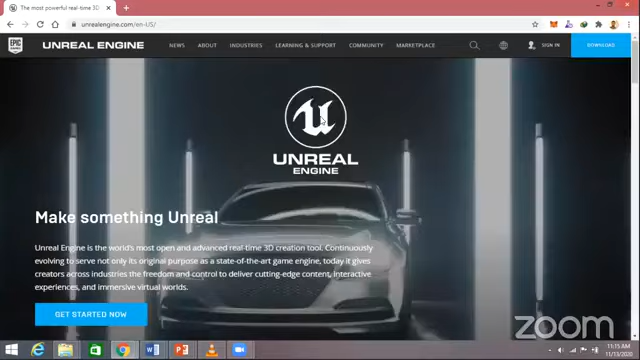 The most powerful real-time 3D
unrealengine.com/en-US/
EPIC GAMES
UNREAL ENGINE
NEWS
ABOUT
INDUSTRIES
LEARNING & SUPPORT
COMMUNITY
MARKETPLACE
SIGN IN
DOWNLOAD
UNREAL
ENGINE
Make something Unreal
Unreal Engine is the world's most open and advanced real-time 3D creation tool. Continuously
evolving to serve not only its original purpose as a state-of-the-art game engine, today it gives
creators across industries the freedom and control to deliver cutting-edge content, interactive
experiences, and immersive virtual worlds.
GET STARTED NOW
zoom
11:15 AM
11/13/2020